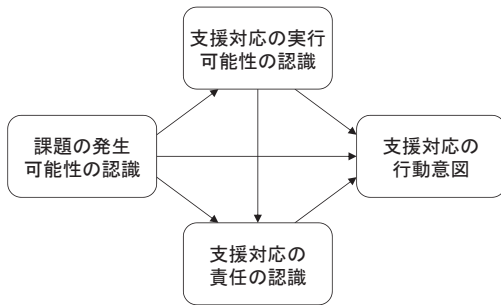 支援対応の実行
可能性の認識
課題の発生
可能性の認識
支援対応の
行動意図
支援対応の
責任の認識